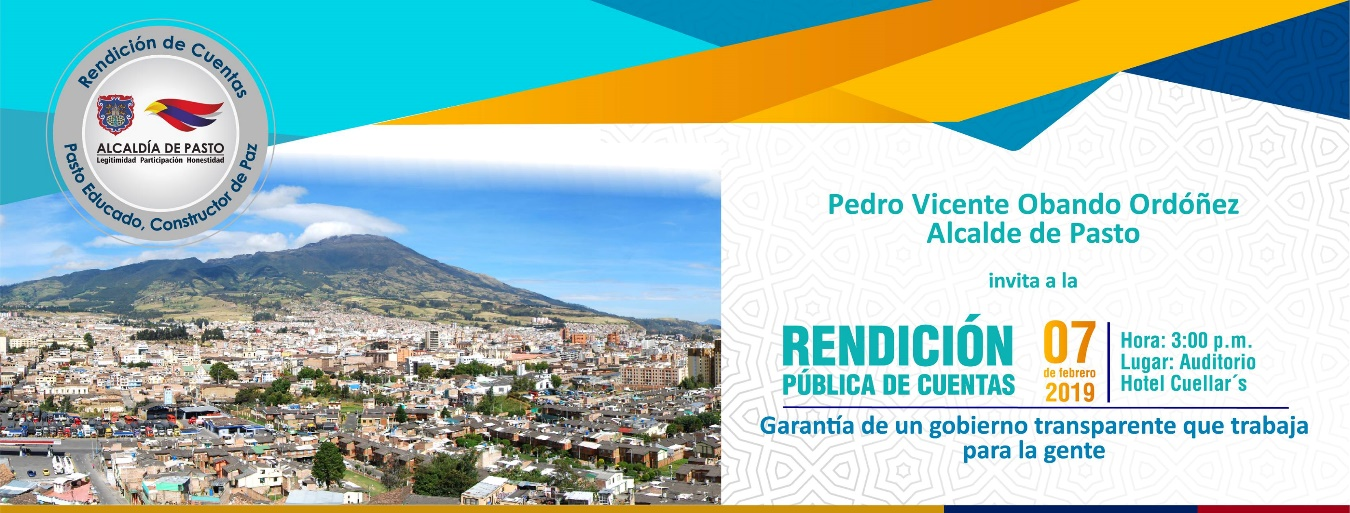 Rendición de Cuentas
ALCALDÍA DE PASTO
Legitimidad Participación Honestidad
Pasto Educado, Constructor de Paz
Pedro Vicente Obando Ordóñez
Alcalde de Pasto
invita a la
RENDICIÓN
PÚBLICA DE CUENTAS
07
de febrero
2019
Hora: 3:00 p.m.
Lugar: Auditorio
Hotel Cuellar´s
Garantía de un gobierno transparente que trabaja
para la gente